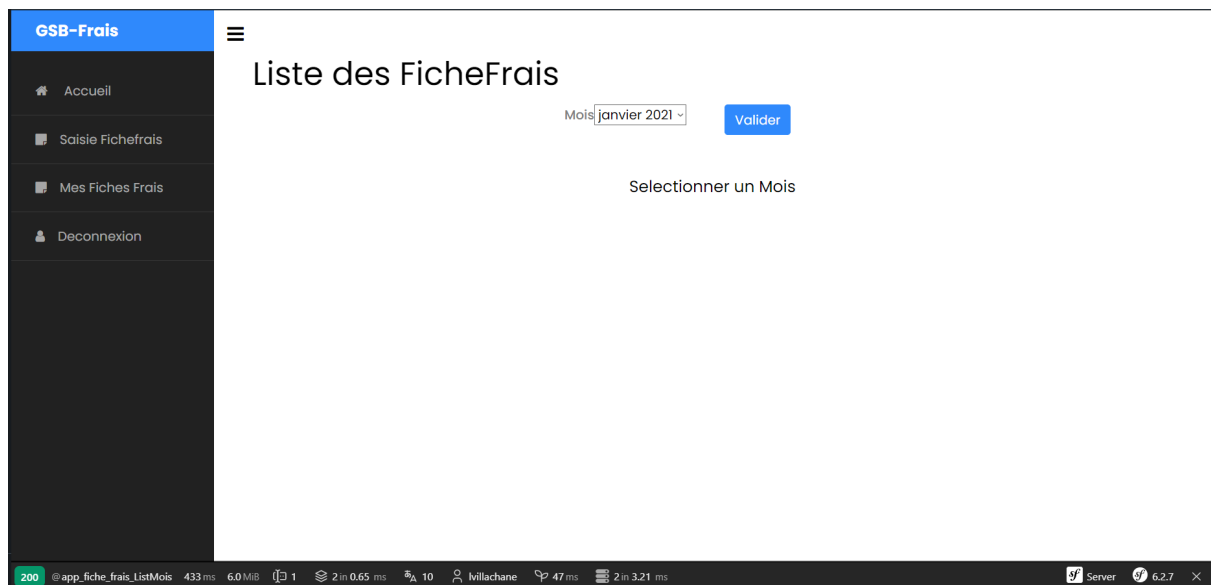 GSB-Frais
Accueil
Saisie Fichefrais
Mes Fiches Frais
Deconnexion
Liste des FicheFrais
Mois janvier 2021 Valider
Selectionner un Mois
200 @ app_fiche_frais_ListMois 433 ms 6.0 MiB 1 2 in 0.65 ms 10 lvillachane 47 ms 2 in 3.21 ms sf Server sf 6.2.7